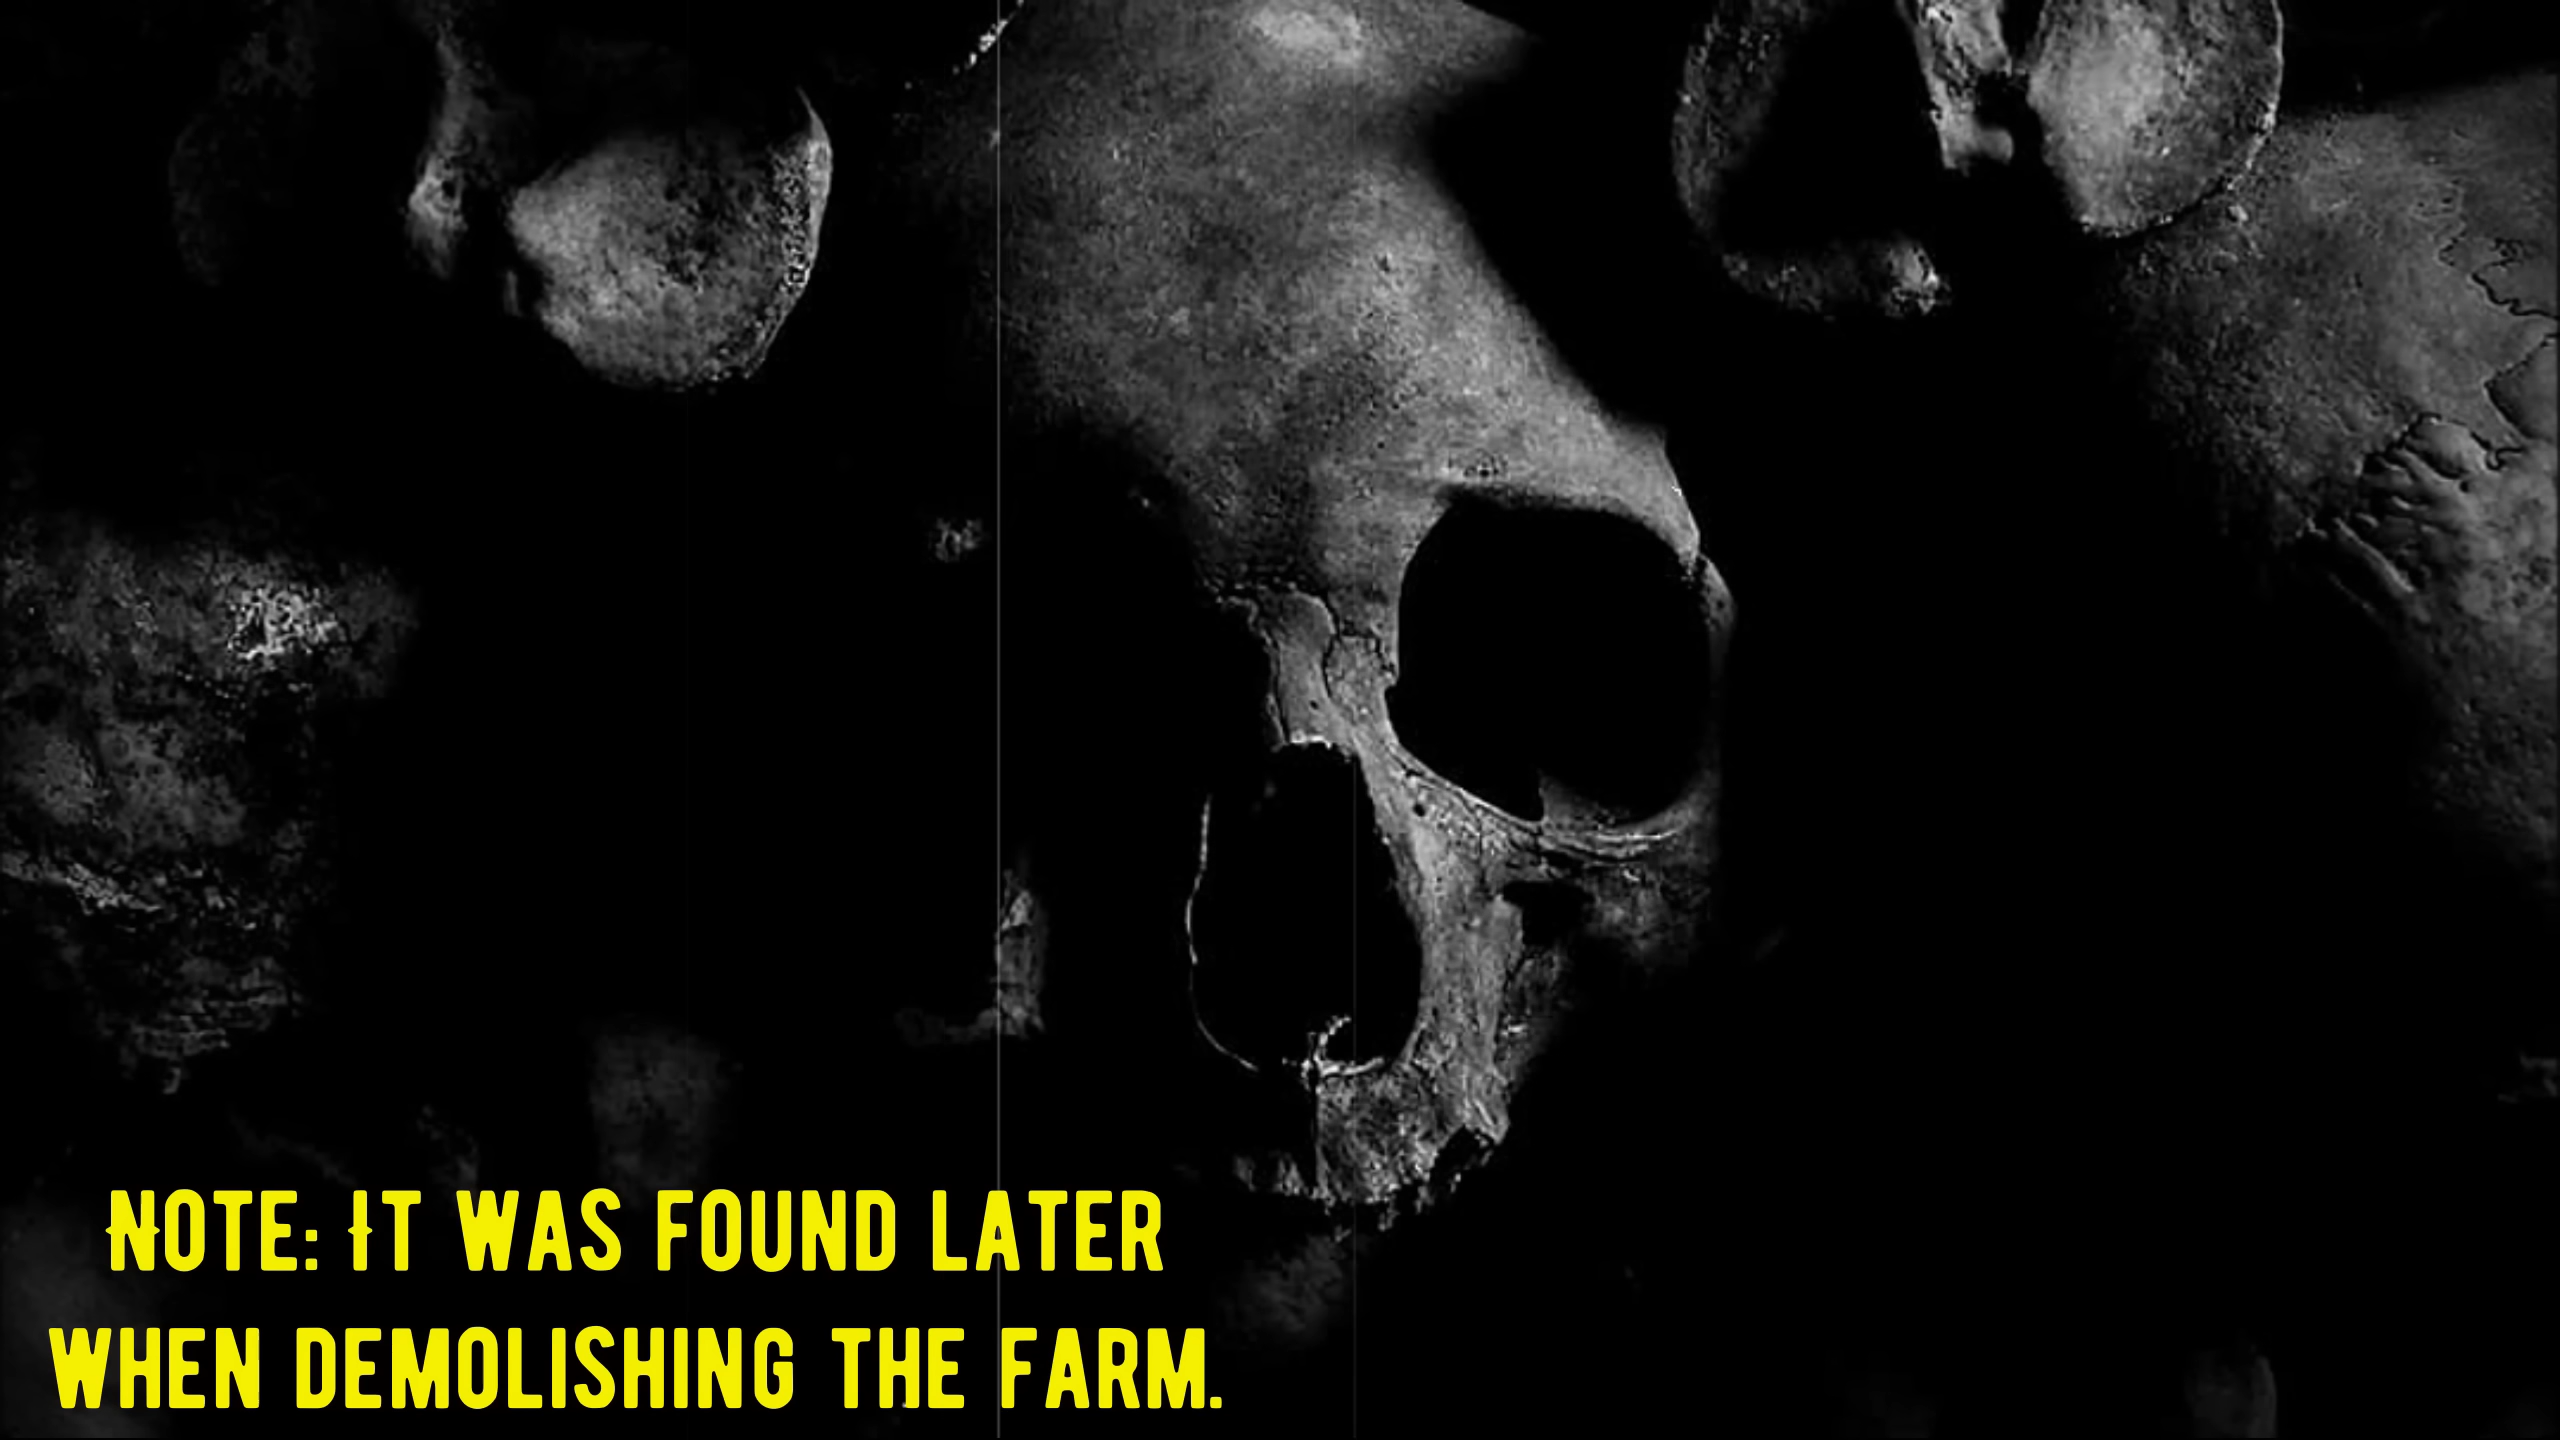 NOTE: IT WAS FOUND LATER
WHEN DEMOLISHING THE FARM.